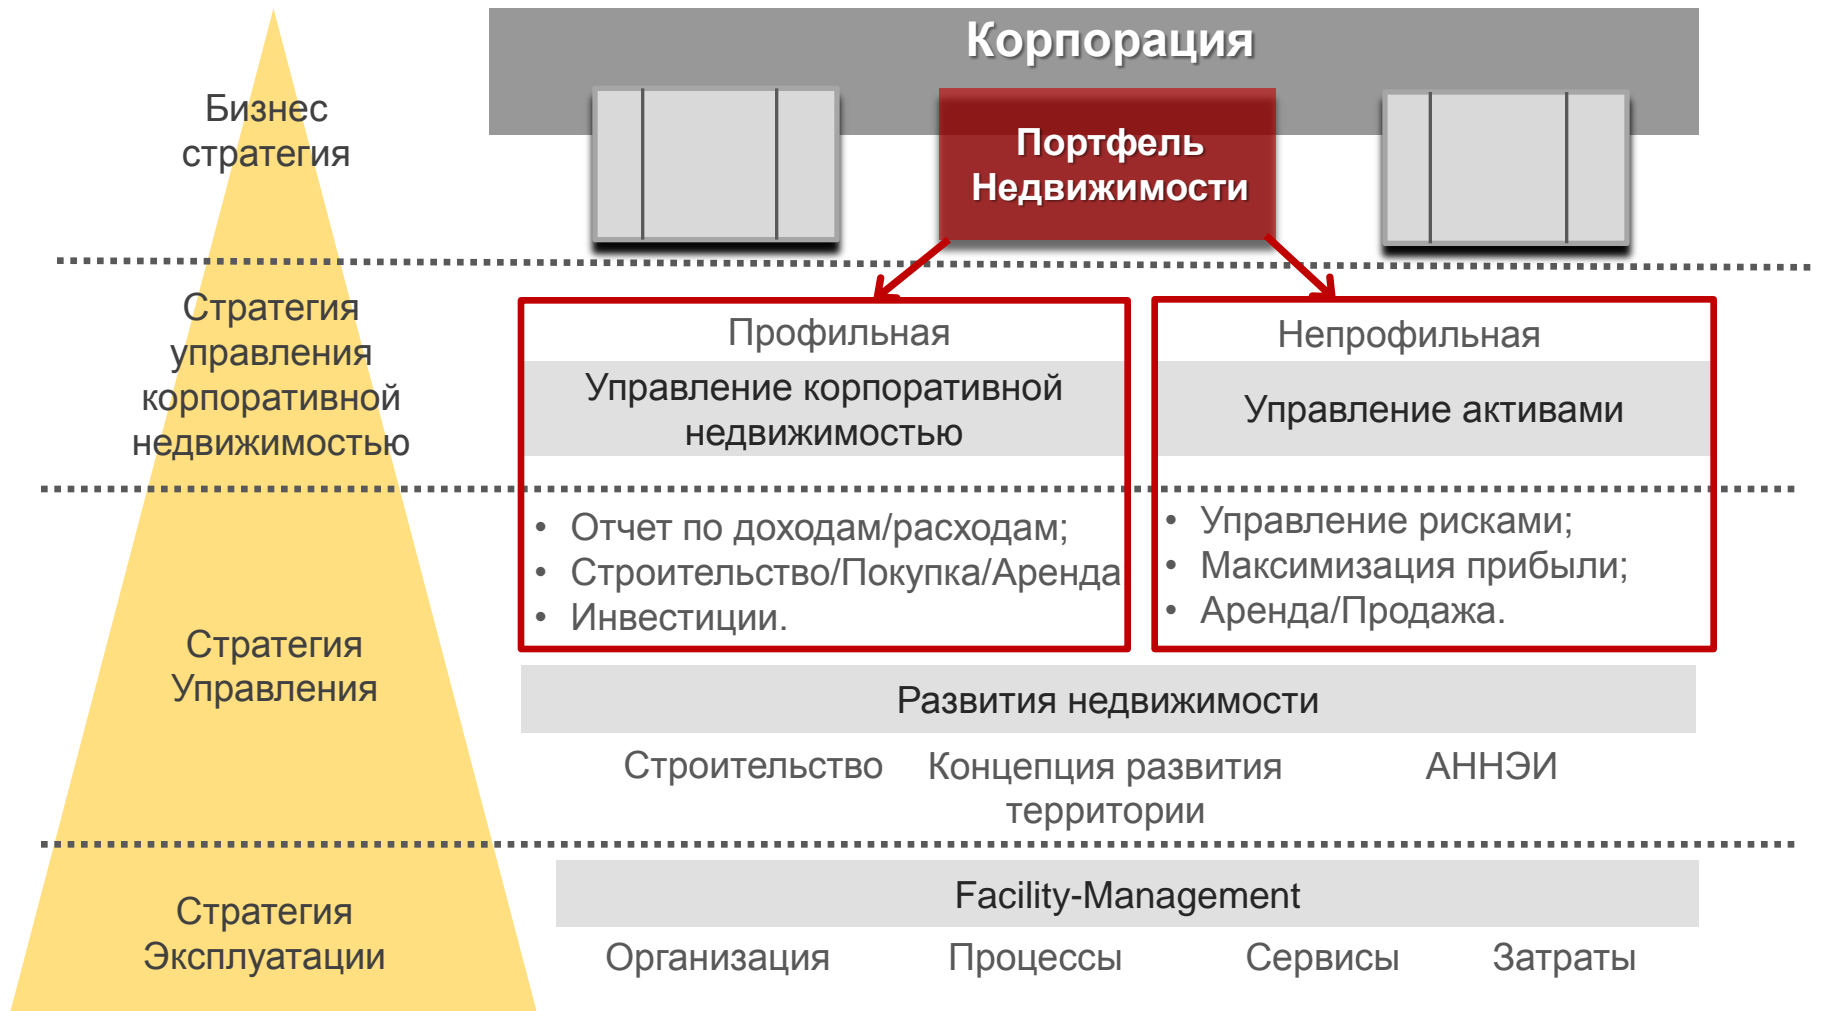 Корпорация
Бизнес
стратегия
Портфель
Недвижимости
Стратегия
управления
корпоративной
недвижимостью
Профильная
Управление корпоративной
недвижимостью
Непрофильная
Управление активами
• Отчет по доходам/расходам;
• Строительство/Покупка/Аренда
• Инвестиции.
• Управление рисками;
• Максимизация прибыли;
• Аренда/Продажа.
Стратегия
Управления
Развития недвижимости
Строительство
Концепция развития
территории
АННЭИ
Стратегия
Эксплуатации
Facility-Management
Организация
Процессы
Сервисы
Затраты